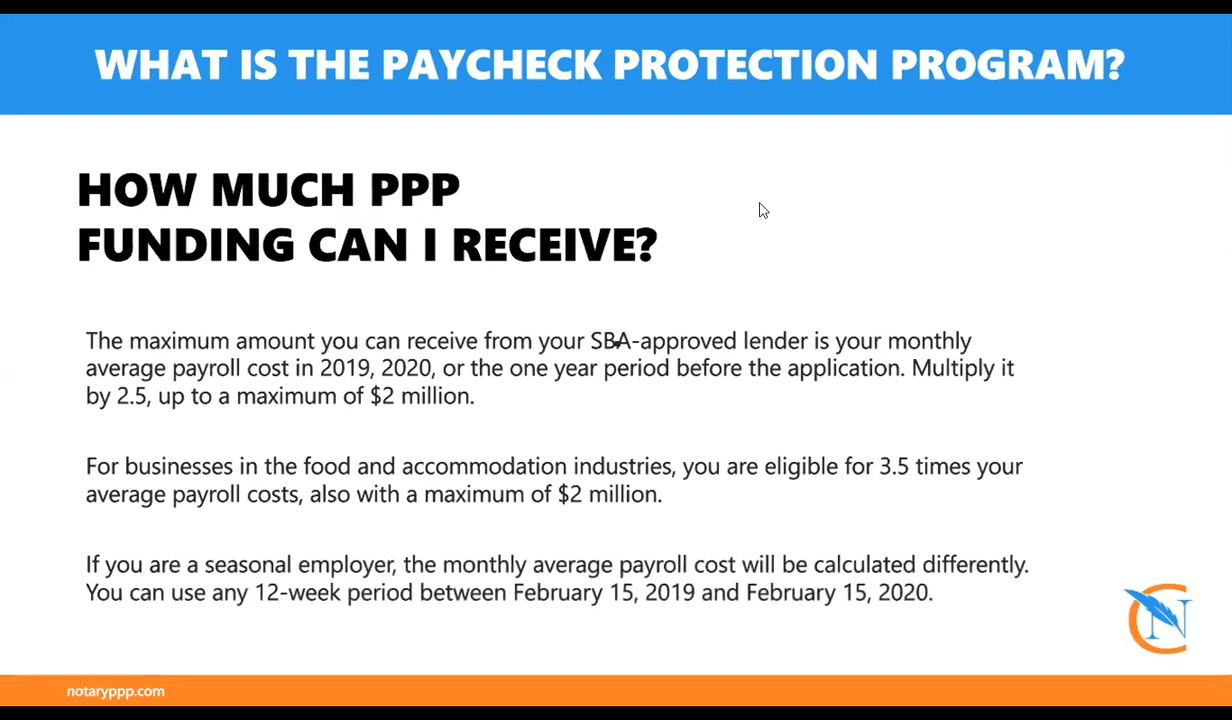 WHAT IS THE PAYCHECK PROTECTION PROGRAM?
HOW MUCH PPP
FUNDING CAN I RECEIVE?
The maximum amount you can receive from your SBA-approved lender is your monthly
average payroll cost in 2019, 2020, or the one year period before the application. Multiply it
by 2.5, up to a maximum of $2 million.
For businesses in the food and accommodation industries, you are eligible for 3.5 times your
average payroll costs, also with a maximum of $2 million.
If you are a seasonal employer, the monthly average payroll cost will be calculated differently.
You can use any 12-week period between February 15, 2019 and February 15, 2020.
CN
notaryppp.com